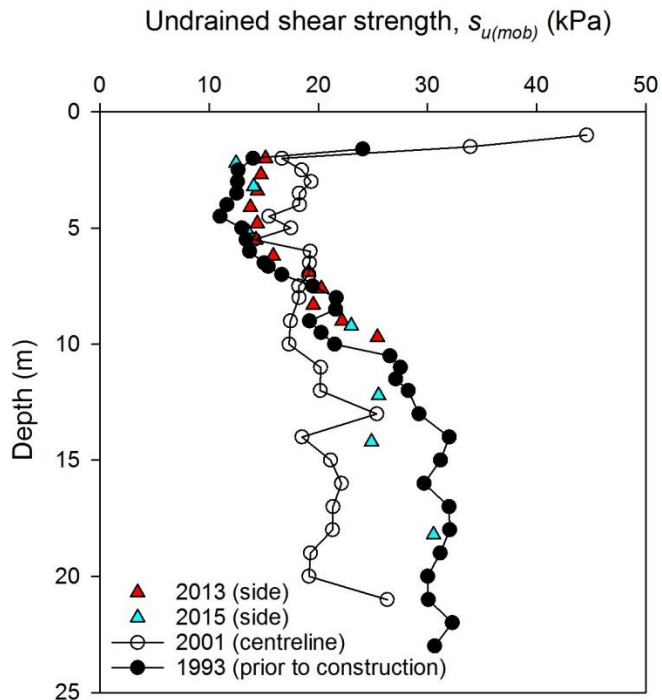 Undrained shear strength, su(mob) (kPa)
0 10 20 30 40 50
0
5
10
15
20
25
Depth (m)
2013 (side)
2015 (side)
2001 (centreline)
1993 (prior to construction)